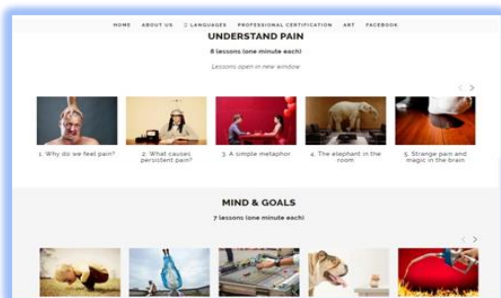 HOME ABOUT US LANGUAGES PROFESSIONAL CERTIFICATION ART FACEBOOK
UNDERSTAND PAIN
8 lessons (one minute each)
Lessons open in new window
1. Why do we feel pain?
2. What causes persistent pain?
3. A simple metaphor
4. The elephant in the room
5. Strange pain and magic in the brain
MIND & GOALS
7 lessons (one minute each)